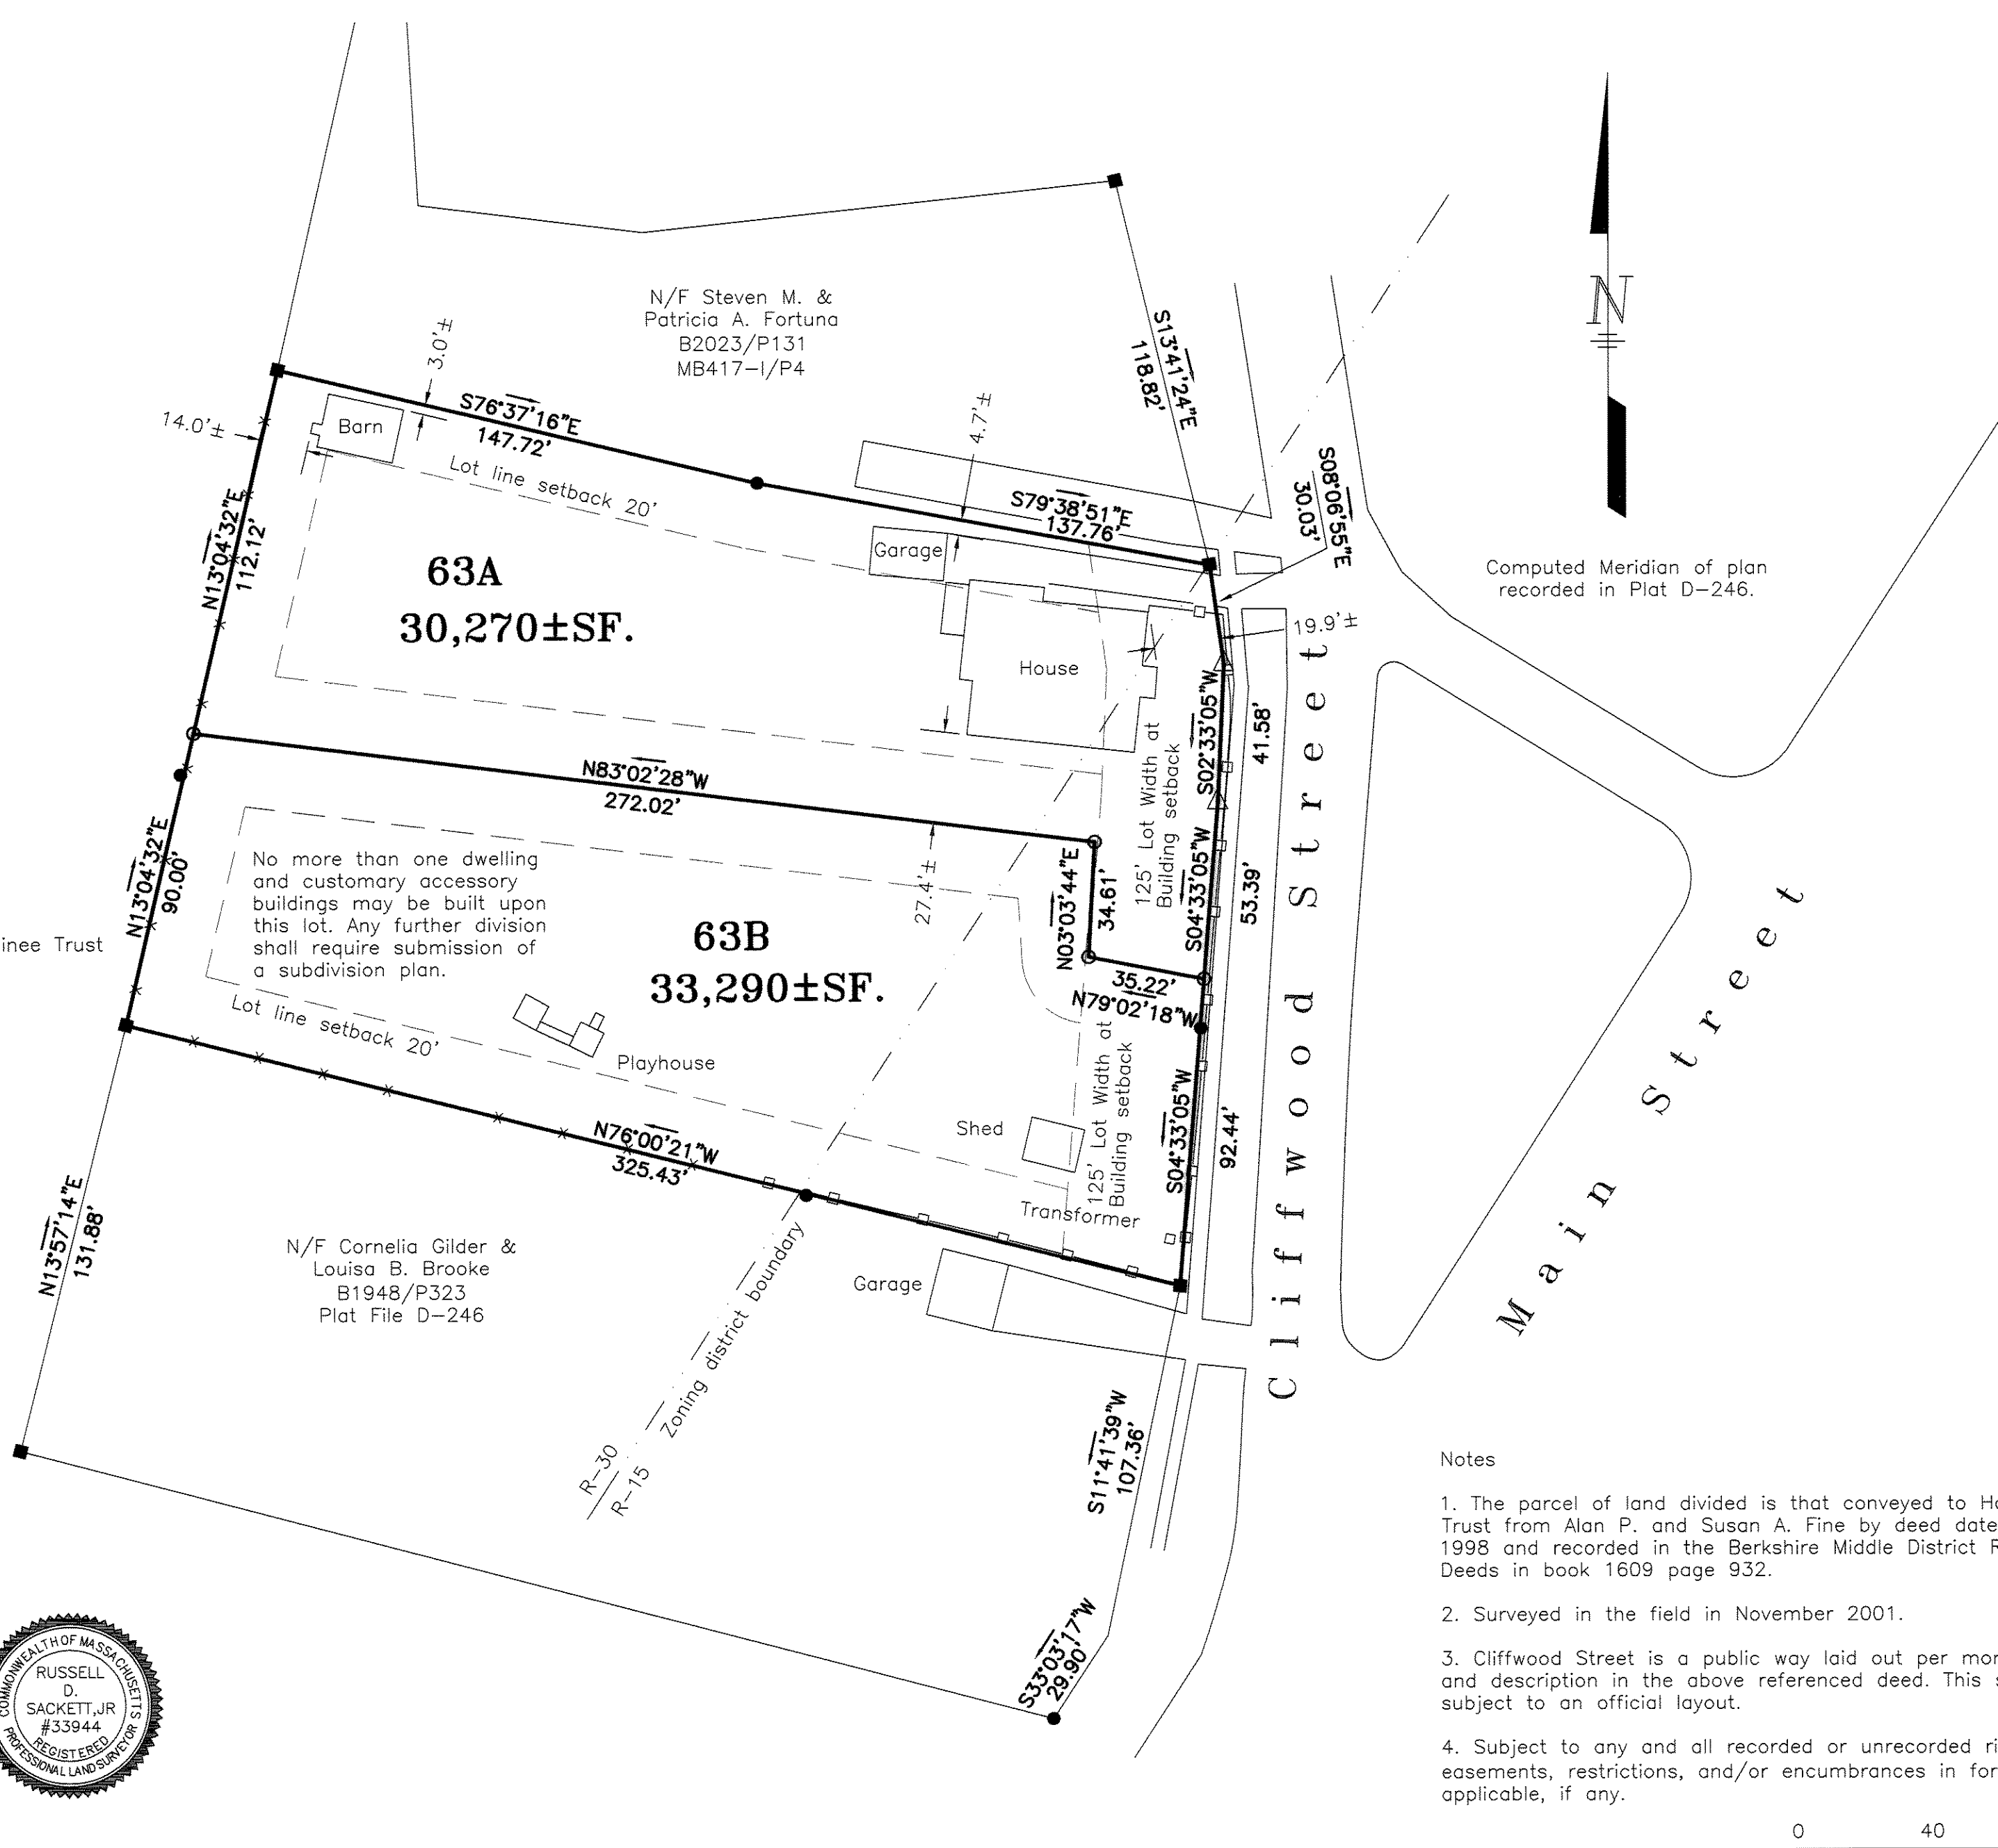 N/F Steven M. &
Patricia A. Fortuna
B2023/P131
MB417-I/P4
3.0'±
14.0'±
Barn
S76°37'16"E
147.72'
Lot line setback 20'
4.7'±
S13°41'24"E
118.82'
S08°06'55"E
30.03'
S79°38'51"E
137.76'
Garage
N
Computed Meridian of plan
recorded in Plat D-246.
N13°04'32"E
112.12'
63A
30,270±SF.
House
19.9'±
S02°33'05"W
41.58'
125' Lot Width at
Building setback
N83°02'28"W
272.02'
S04°33'05"W
53.39'
N03°03'44"E
34.61'
27.4'±
35.22'
N79°02'18"W
N13°04'32"E
90.00'
inee Trust
No more than one dwelling
and customary accessory
buildings may be built upon
this lot. Any further division
shall require submission of
a subdivision plan.
63B
33,290±SF.
Lot line setback 20'
Playhouse
Shed
125' Lot Width at
Building setback
S04°33'05"W
92.44'
Transformer
Cliffwood Street
Main Street
N76°00'21"W
325.43'
N13°57'14"E
131.88'
N/F Cornelia Gilder &
Louisa B. Brooke
B1948/P323
Plat File D-246
Garage
Zoning district boundary
R-30
R-15
S11°41'39"W
107.36'
S33°03'17"W
29.90'
COMMONWEALTH OF MASSACHUSETTS
RUSSELL
D.
SACKETT,JR
#33944
REGISTERED
PROFESSIONAL LAND SURVEYOR
Notes
1. The parcel of land divided is that conveyed to Ho
Trust from Alan P. and Susan A. Fine by deed date
1998 and recorded in the Berkshire Middle District R
Deeds in book 1609 page 932.
2. Surveyed in the field in November 2001.
3. Cliffwood Street is a public way laid out per mor
and description in the above referenced deed. This s
subject to an official layout.
4. Subject to any and all recorded or unrecorded ri
easements, restrictions, and/or encumbrances in for
applicable, if any.
0 40